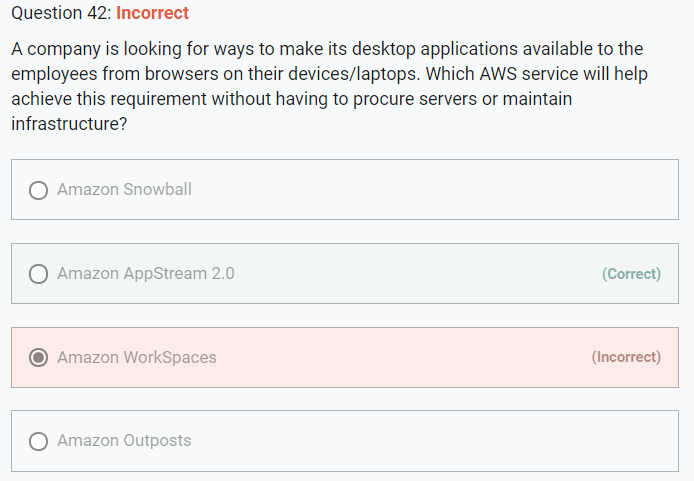 Question 42: Incorrect
A company is looking for ways to make its desktop applications available to the
employees from browsers on their devices/laptops. Which AWS service will help
achieve this requirement without having to procure servers or maintain
infrastructure?
Amazon Snowball
Amazon AppStream 2.0 (Correct)
Amazon WorkSpaces (Incorrect)
Amazon Outposts